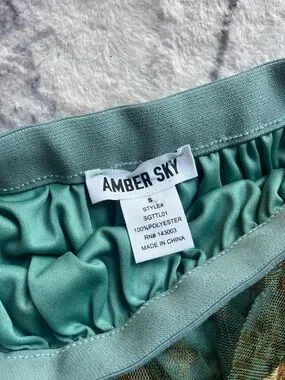 AMBER SKY
S
STYLE#
SGTTL01
100%POLYESTER
RN# 143003
MADE IN CHINA